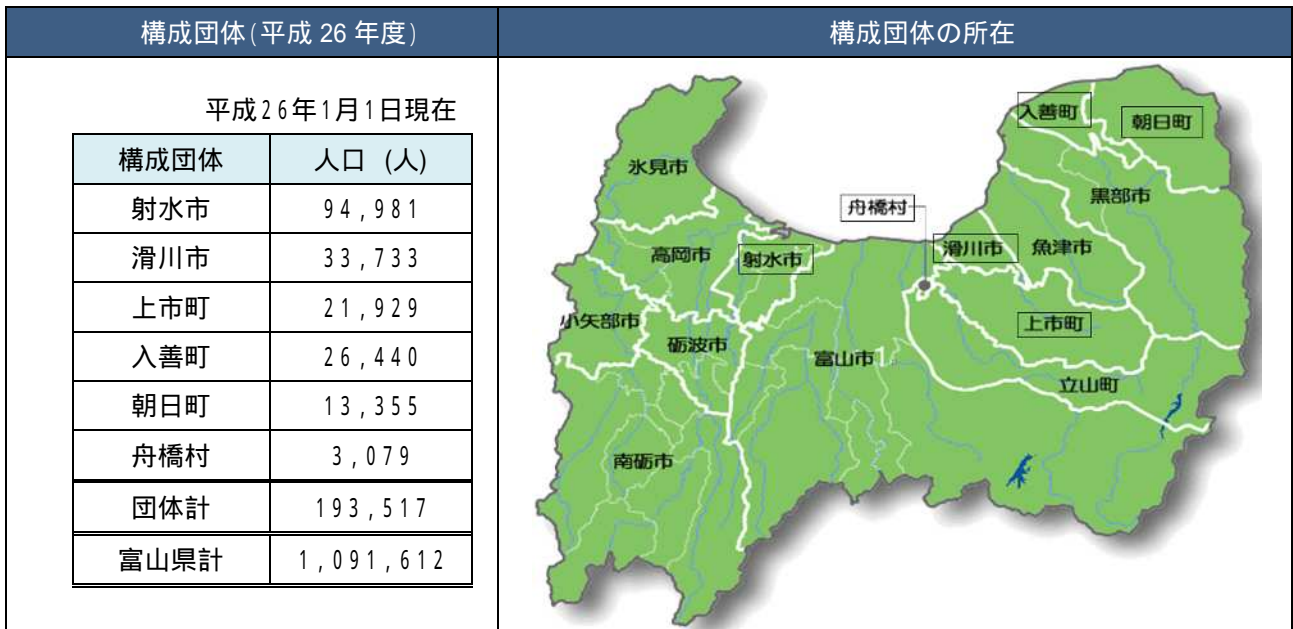 構成団体(平成 26 年度)
構成団体の所在
平成26年1月1日現在
構成団体 人口 (人)
射水市 94,981
滑川市 33,733
上市町 21,929
入善町 26,440
朝日町 13,355
舟橋村 3,079
団体計 193,517
富山県計 1,091,612
入善町
朝日町
氷見市
黒部市
舟橋村
高岡市
射水市
滑川市
魚津市
小矢部市
砺波市
上市町
富山市
立山町
南砺市